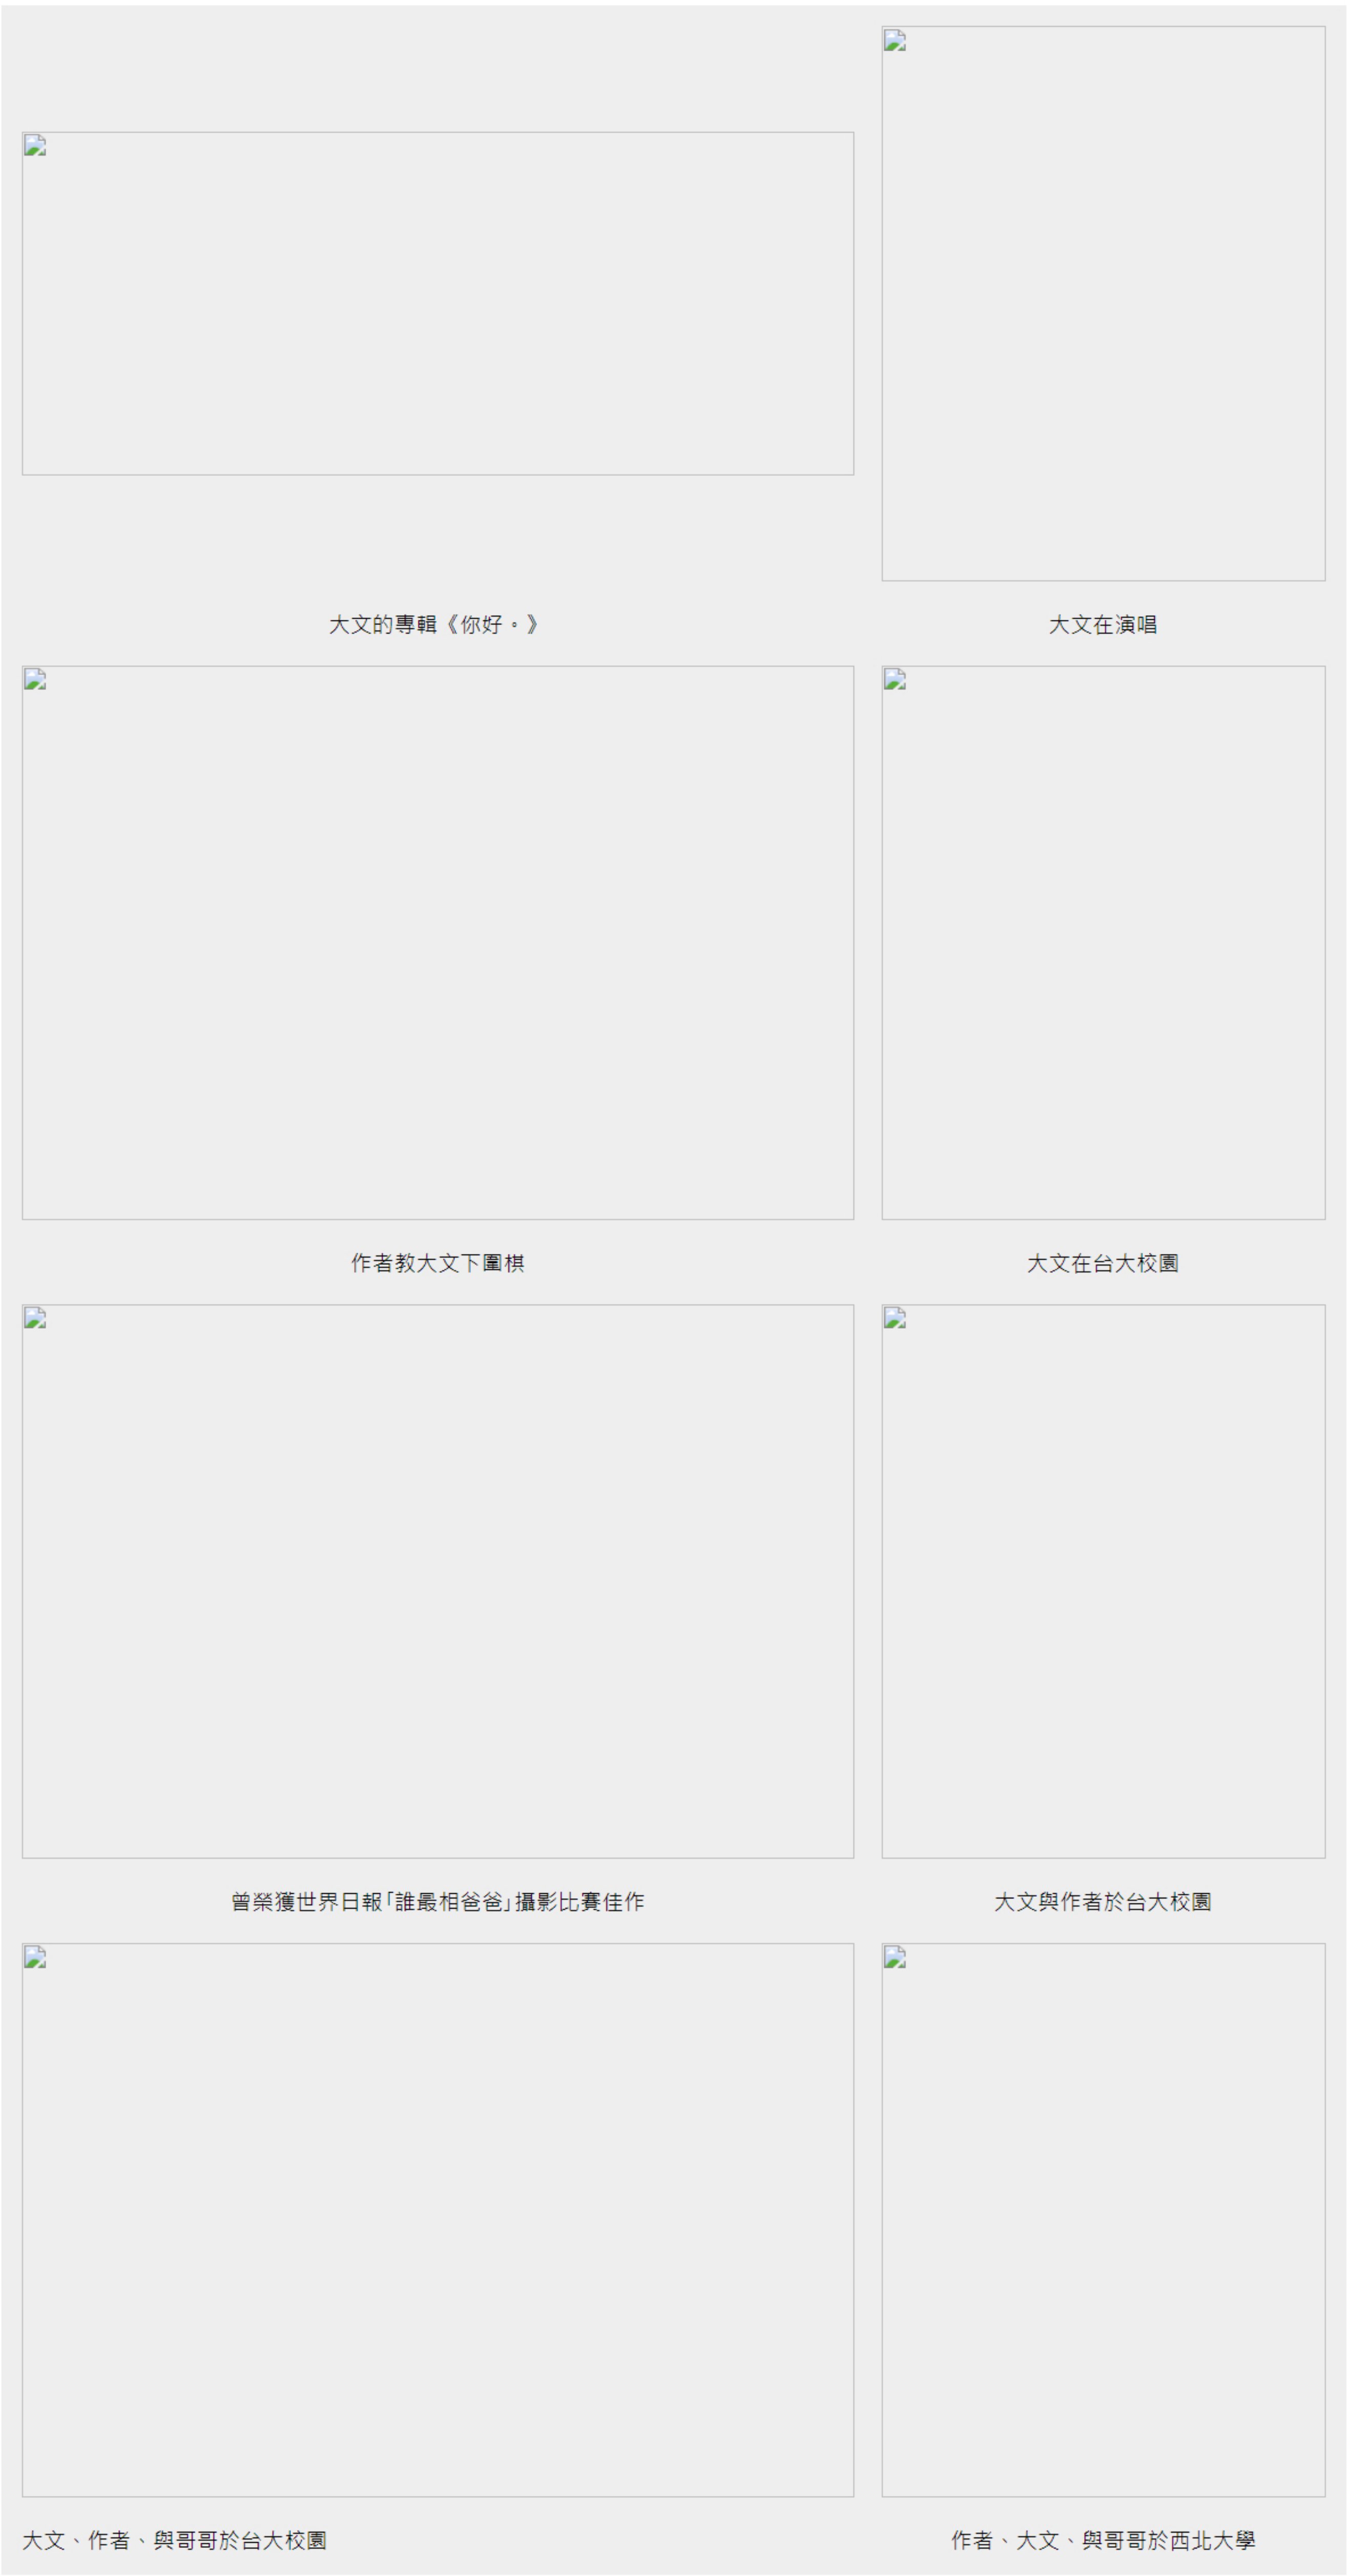 大文的專輯《你好。》
大文在演唱
作者教大文下圍棋
大文在台大校園
曾榮獲世界日報「誰最相爸爸」攝影比賽佳作
大文與作者於台大校園
大文、作者、與哥哥於台大校園
作者、大文、與哥哥於西北大學